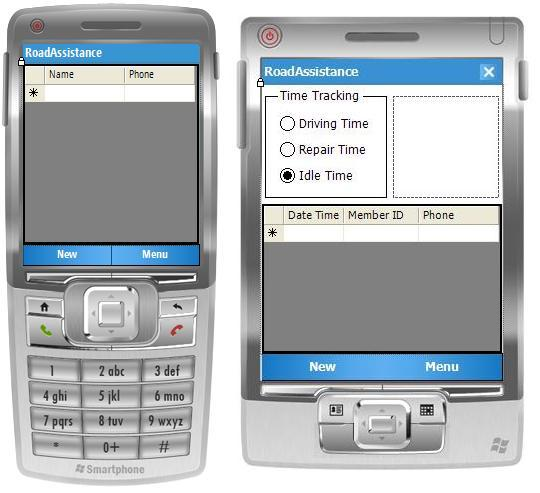 RoadAssistance
Name Phone
*
New Menu
1 2 abc 3 def
4 ghi 5 jkl 6 mno
7 pqrs 8 tuv 9 wxyz
* 0+ #
Smartphone
RoadAssistance
Time Tracking
Driving Time
Repair Time
Idle Time
Date Time Member ID Phone
*
New Menu